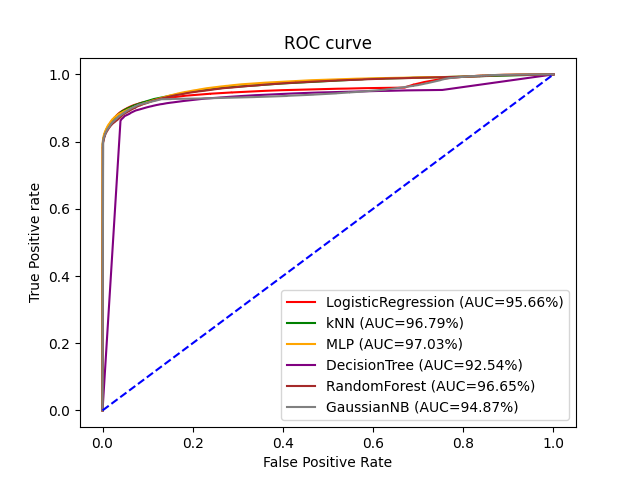 ROC curve
True Positive rate
1.0
0.8
0.6
0.4
0.2
0.0
LogisticRegression (AUC=95.66%)
kNN (AUC=96.79%)
MLP (AUC=97.03%)
DecisionTree (AUC=92.54%)
RandomForest (AUC=96.65%)
GaussianNB (AUC=94.87%)
0.0 0.2 0.4 0.6 0.8 1.0
False Positive Rate